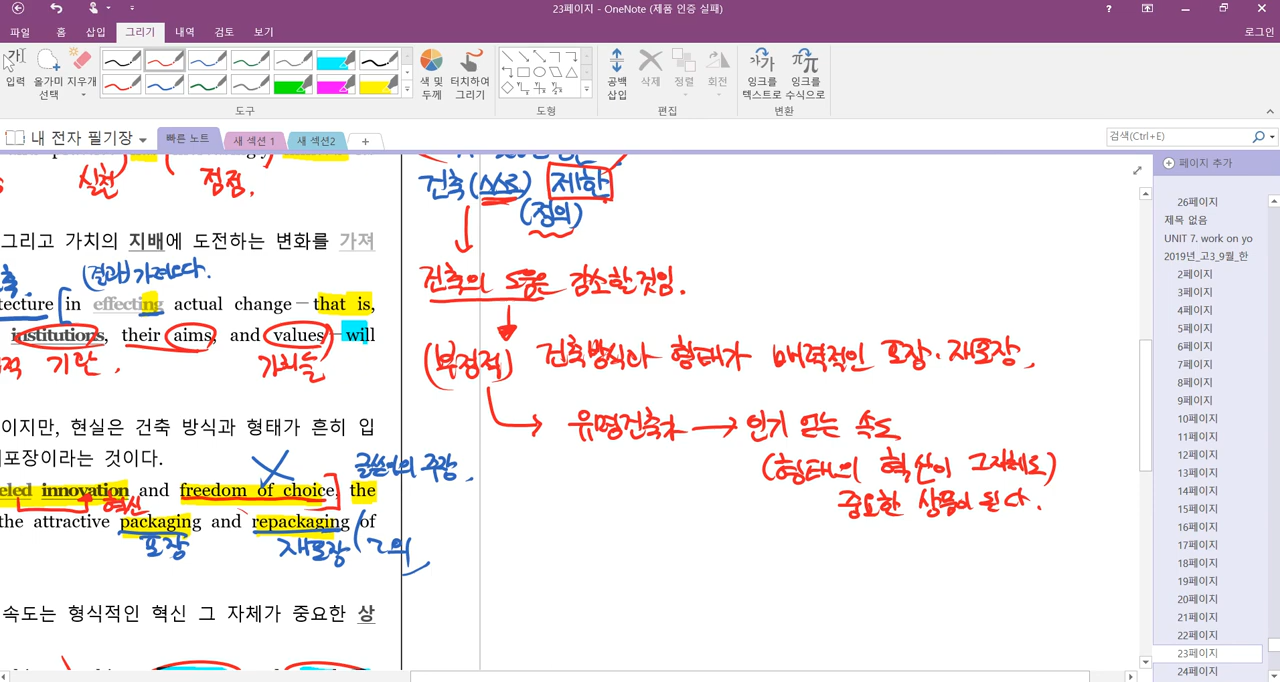 23페이지 - OneNote (제품 인증 실패)
파일 홈 삽입 그리기 내역 검토 보기 로그인
입력 올가미 선택 지우개 색 및 두께 터치하여 그리기 공백 삽입 삭제 정렬 회전 잉크를 텍스트로 잉크를 수식으로
도구 도형 편집 변환
내 전자 필기장 빠른 노트 새 섹션 1 새 섹션2 검색(Ctrl+E)
페이지 추가
26페이지
제목 없음
UNIT 7. work on yo
2019년_고3_9월_한
2페이지
3페이지
4페이지
5페이지
6페이지
7페이지
8페이지
9페이지
10페이지
11페이지
12페이지
13페이지
14페이지
15페이지
16페이지
17페이지
18페이지
19페이지
20페이지
21페이지
22페이지
23페이지
24페이지
실천 점점,
그리고 가치의 지배에 도전하는 변화를 가져
(결과) 가져오다.
tecture in effecting actual change—that is,
institutions, their aims, and values—will
기관, 가치들
이지만, 현실은 건축 방식과 형태가 흔히 입
포장이라는 것이다.
글쓴이의 주장,
eled innovation and freedom of choice, the
혁신
the attractive packaging and repackaging of
포장 재포장
속도는 형식적인 혁신 그 자체가 중요한 상
건축( ) 제한
(정의)
건축의 도움은 감소할것임.
(부정적) 건축방식과 형태가 매력적인 포장·재포장,
유명건축가 → 인기 얻는 속도
(형태의 혁신이 그자체로)
중요한 상품이 된다.